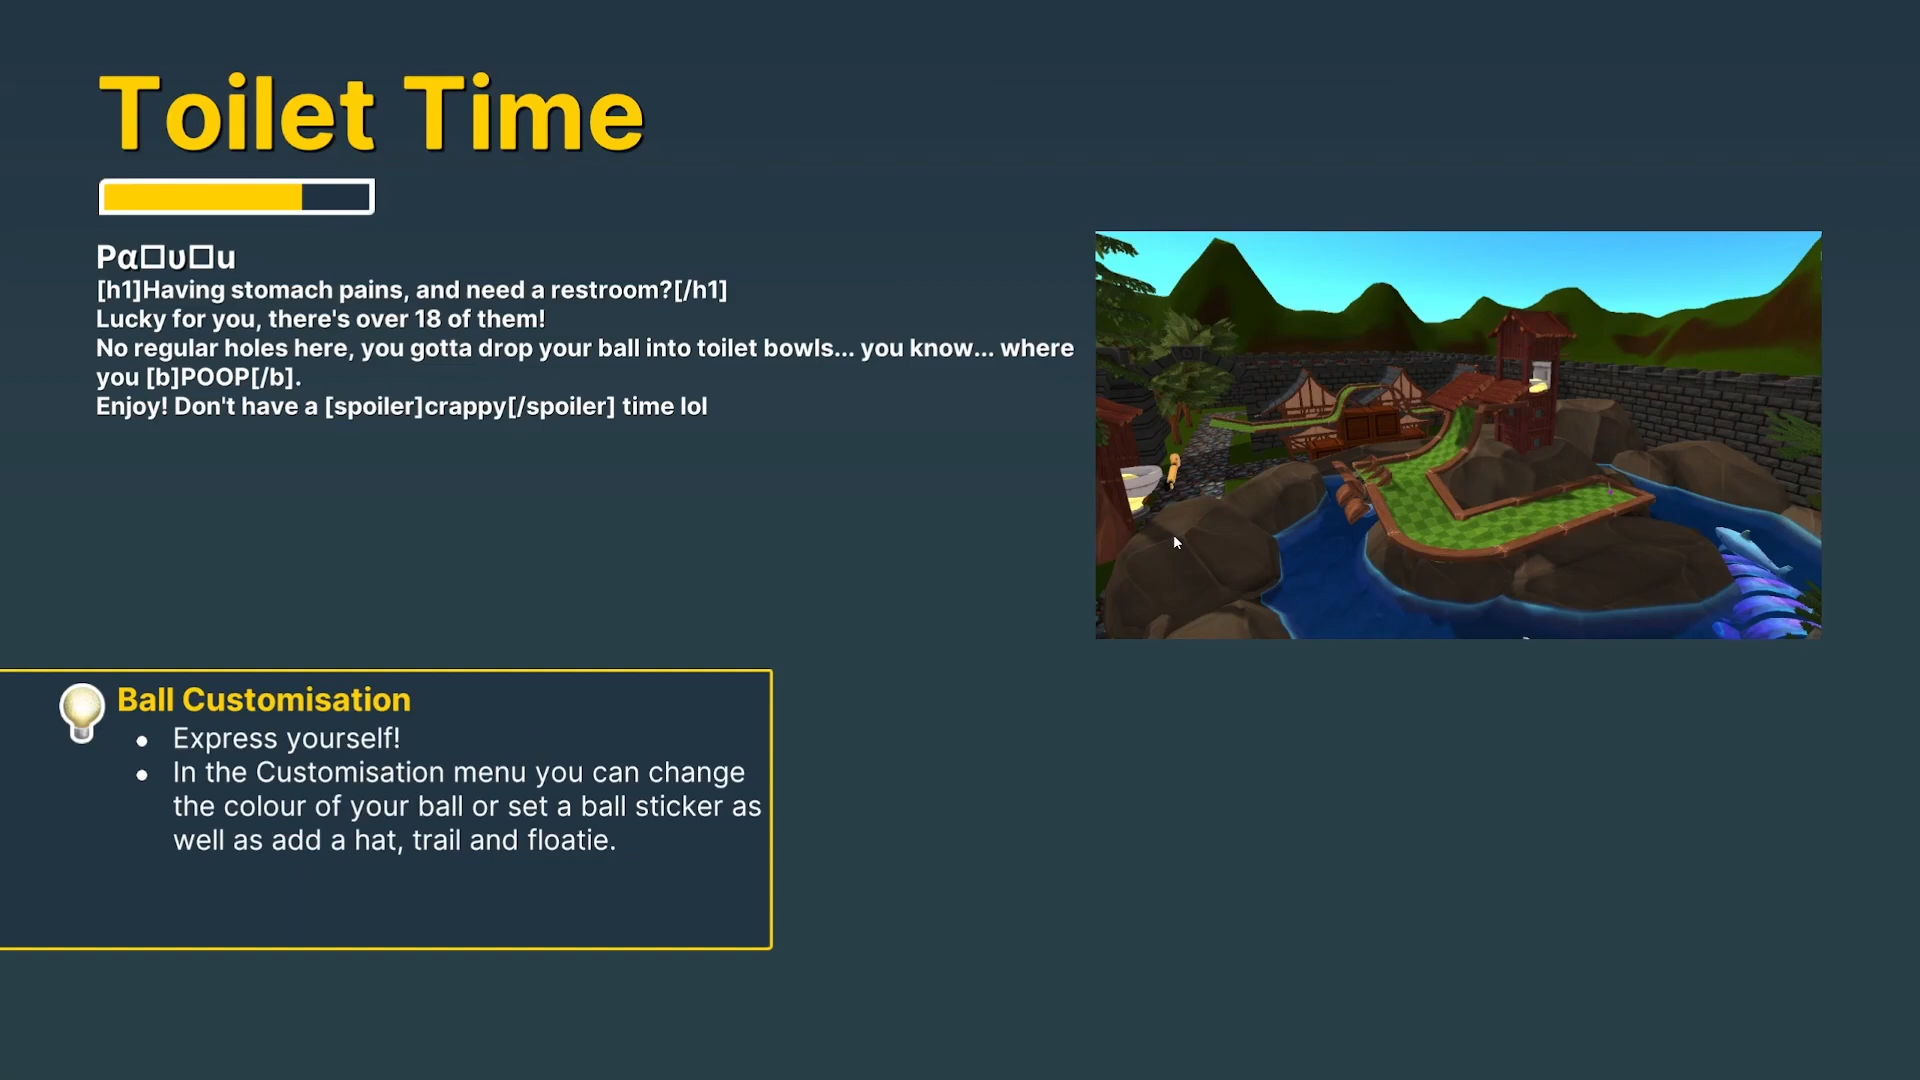 Toilet Time
Pα□υ□u
[h1]Having stomach pains, and need a restroom?[/h1]
Lucky for you, there's over 18 of them!
No regular holes here, you gotta drop your ball into toilet bowls... you know... where
you [b]POOP[/b].
Enjoy! Don't have a [spoiler]crappy[/spoiler] time lol
Ball Customisation
● Express yourself!
● In the Customisation menu you can change
the colour of your ball or set a ball sticker as
well as add a hat, trail and floatie.